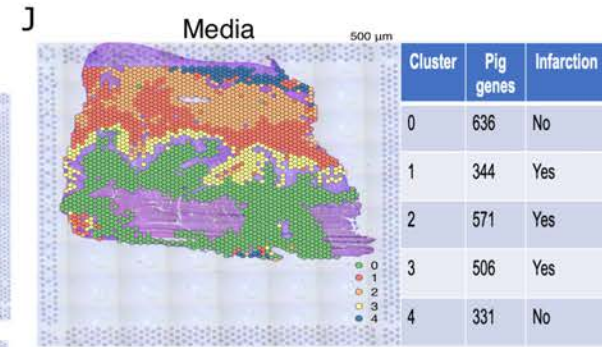 J
Media
500 µm
0
1
2
3
4
Cluster Pig genes Infarction
0 636 No
1 344 Yes
2 571 Yes
3 506 Yes
4 331 No